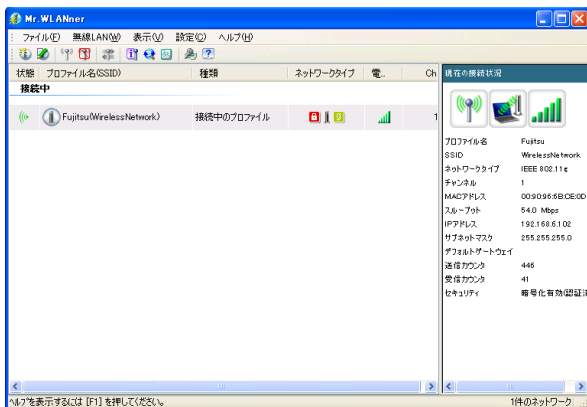 Mr.WLANner
ファイル(F) 無線LAN(W) 表示(V) 設定(C) ヘルプ(H)
状態 プロファイル名(SSID) 種類 ネットワークタイプ 電... Ch
接続中
Fujitsu(WirelessNetwork) 接続中のプロファイル 1
現在の接続状況
プロファイル名 Fujitsu
SSID WirelessNetwork
ネットワークタイプ IEEE 802.11g
チャンネル 1
MACアドレス 00:90:96:6B:CE:0D
スループット 54.0 Mbps
IPアドレス 192.168.6.102
サブネットマスク 255.255.255.0
デフォルトゲートウェイ
送信カウンタ 446
受信カウンタ 41
セキュリティ 暗号化有効(認証
ヘルプを表示するには [F1] を押してください。 1件のネットワーク